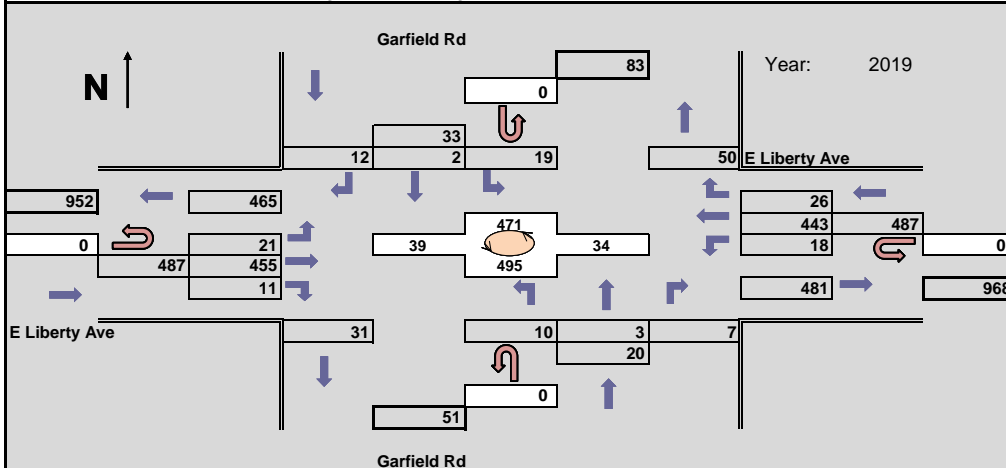 Garfield Rd
83
Year: 2019
N
0
33
12 2 19 50 E Liberty Ave
952 465 26
471 443 487
0 21 39 34 18 0
487 455 495
11 481 968
E Liberty Ave 31 10 3 7
20
0
51
Garfield Rd